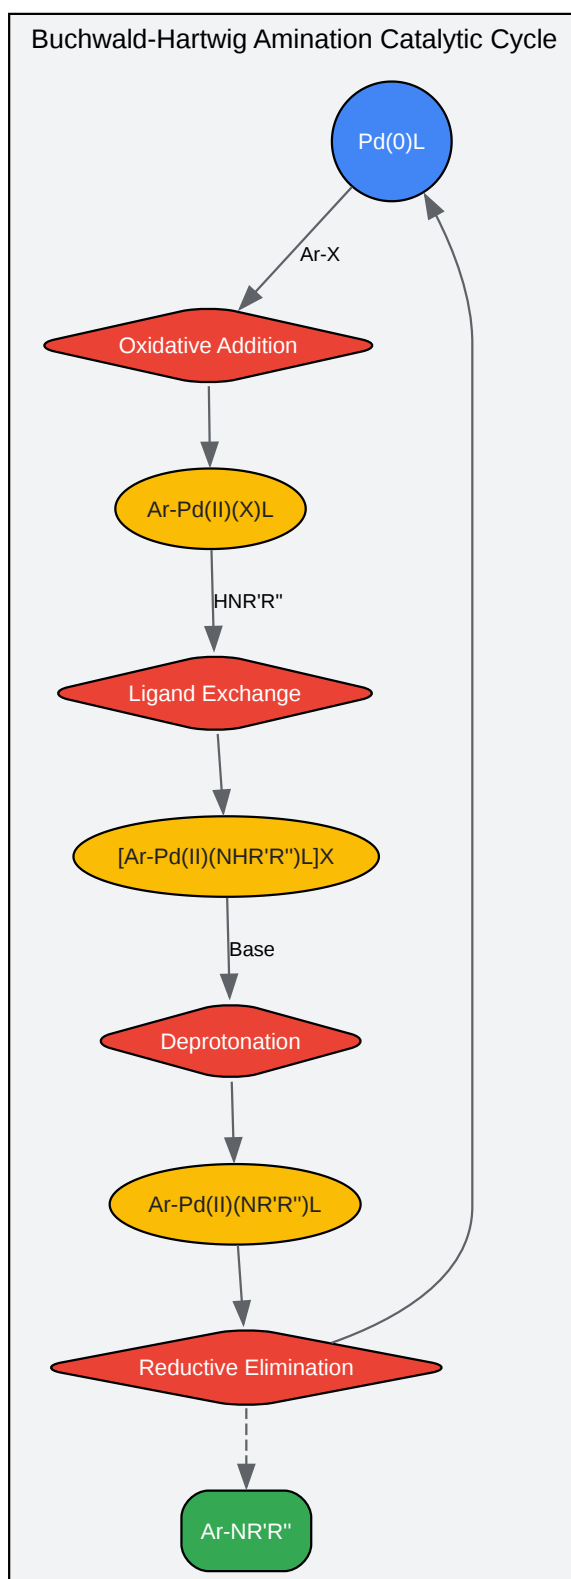 Buchwald-Hartwig Amination Catalytic Cycle
Pd(0)L
Ar-X
Oxidative Addition
Ar-Pd(II)(X)L
HNR'R"
Ligand Exchange
[Ar-Pd(II)(NHR'R")L]X
Base
Deprotonation
Ar-Pd(II)(NR'R")L
Reductive Elimination
Ar-NR'R"